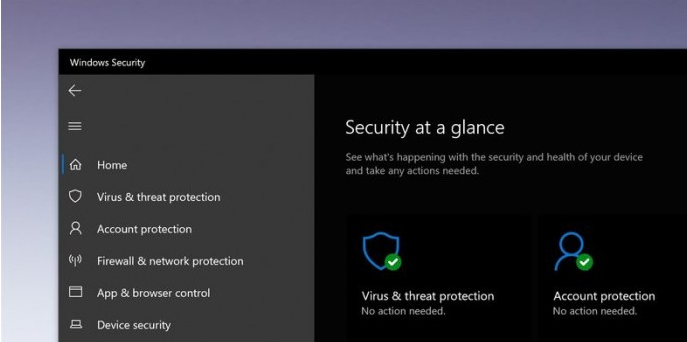 Windows Security
Home
Virus & threat protection
Account protection
Firewall & network protection
App & browser control
Device security
Security at a glance
See what's happening with the security and health of your device
and take any actions needed.
Virus & threat protection
No action needed.
Account protection
No action needed.